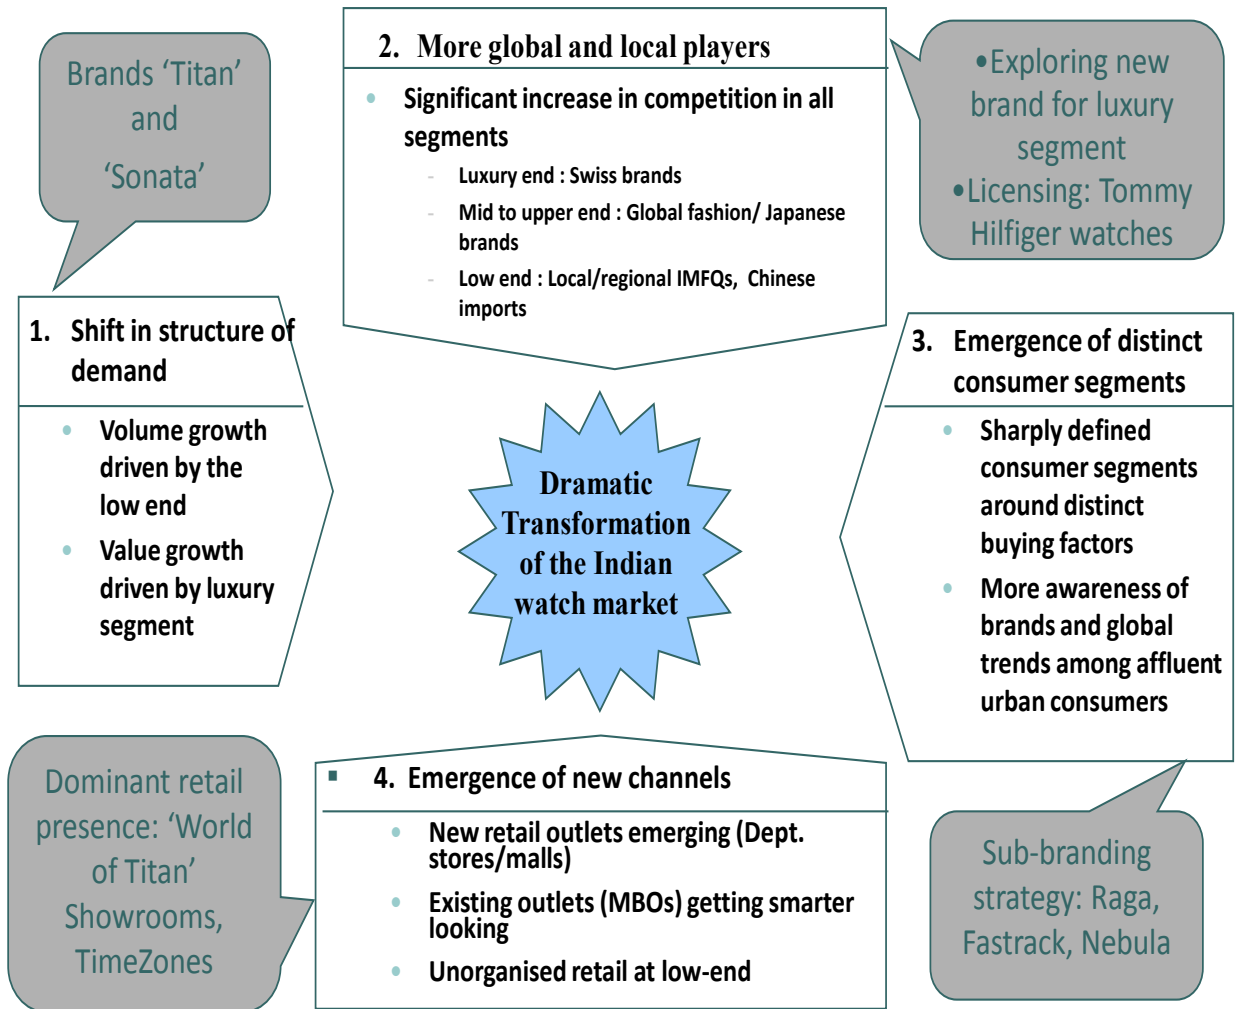 Brands ‘Titan’
and
‘Sonata’
2. More global and local players
• Significant increase in competition in all
segments
- Luxury end : Swiss brands
- Mid to upper end : Global fashion/ Japanese
brands
- Low end : Local/regional IMFQs, Chinese
imports
•Exploring new
brand for luxury
segment
•Licensing: Tommy
Hilfiger watches
1. Shift in structure of
demand
• Volume growth
driven by the
low end
• Value growth
driven by luxury
segment
Dramatic
Transformation
of the Indian
watch market
3. Emergence of distinct
consumer segments
• Sharply defined
consumer segments
around distinct
buying factors
• More awareness of
brands and global
trends among affluent
urban consumers
Dominant retail
presence: ‘World
of Titan’
Showrooms,
TimeZones
▪ 4. Emergence of new channels
• New retail outlets emerging (Dept.
stores/malls)
• Existing outlets (MBOs) getting smarter
looking
• Unorganised retail at low-end
Sub-branding
strategy: Raga,
Fastrack, Nebula